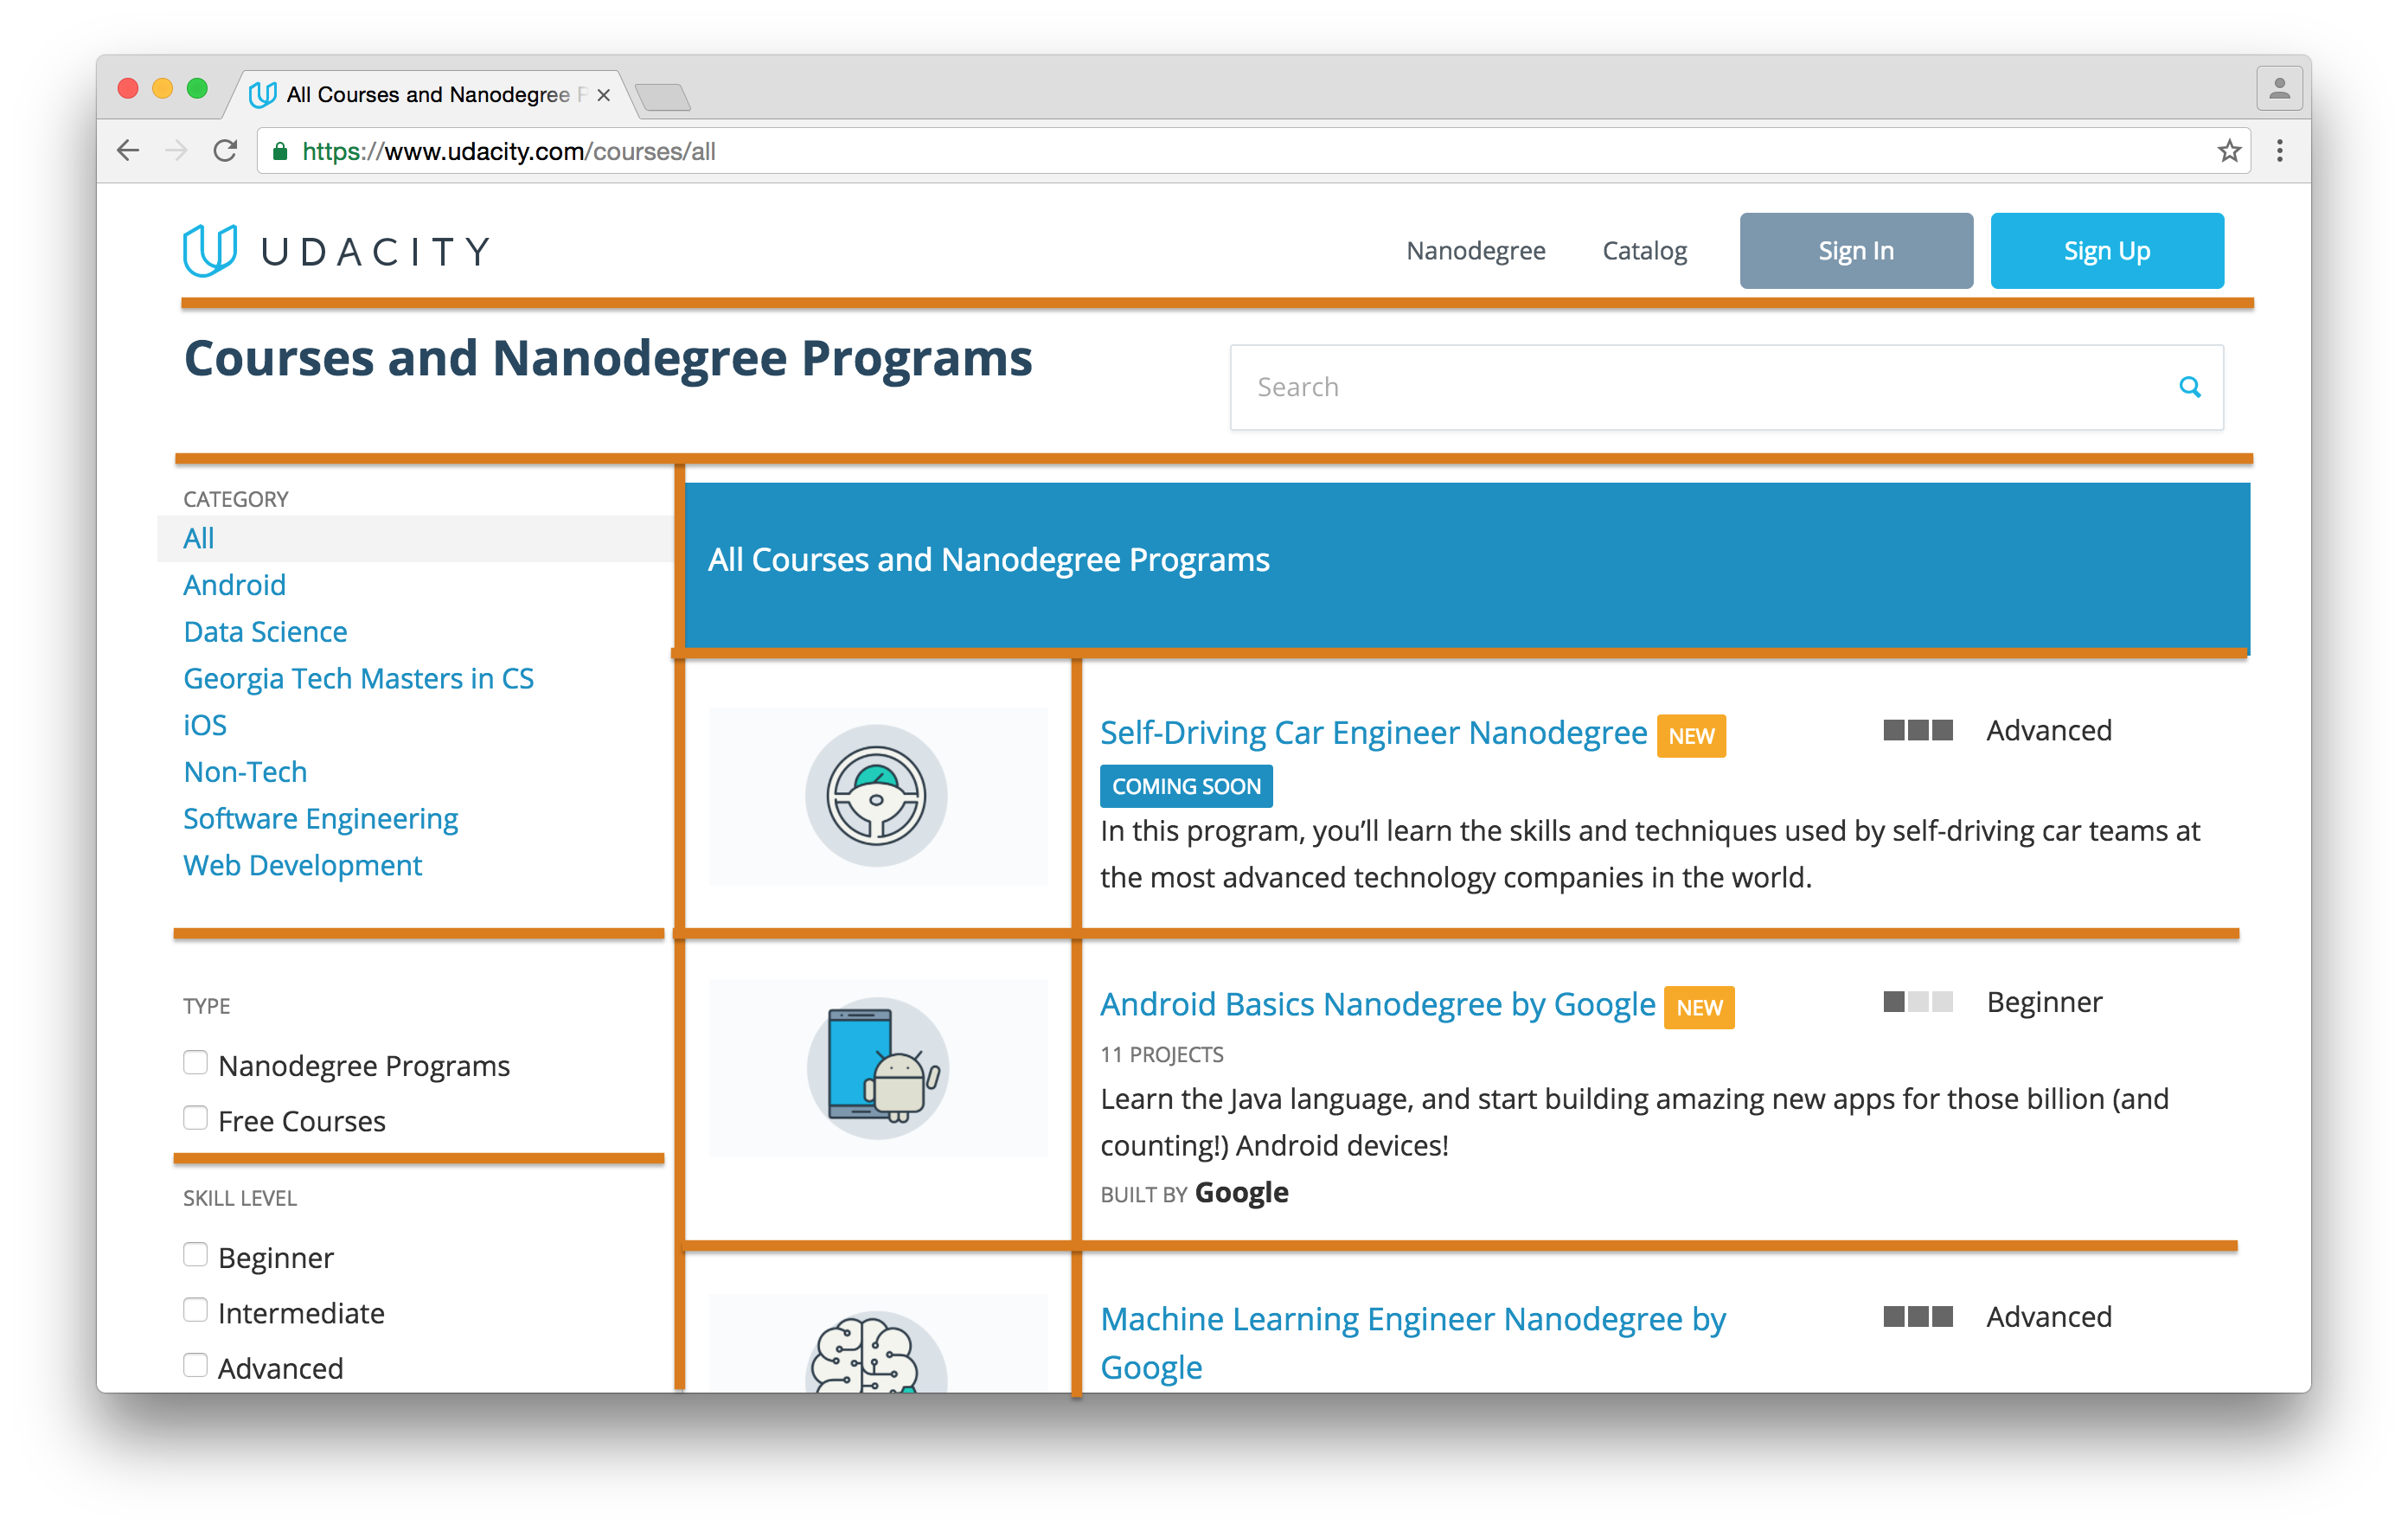 All Courses and Nanodegree P
https://www.udacity.com/courses/all
UDACITY
Nanodegree
Catalog
Sign In
Sign Up
Courses and Nanodegree Programs
Search
CATEGORY
All
Android
Data Science
Georgia Tech Masters in CS
iOS
Non-Tech
Software Engineering
Web Development
TYPE
Nanodegree Programs
Free Courses
SKILL LEVEL
Beginner
Intermediate
Advanced
All Courses and Nanodegree Programs
Self-Driving Car Engineer Nanodegree NEW
Advanced
COMING SOON
In this program, you’ll learn the skills and techniques used by self-driving car teams at
the most advanced technology companies in the world.
Android Basics Nanodegree by Google NEW
Beginner
11 PROJECTS
Learn the Java language, and start building amazing new apps for those billion (and
counting!) Android devices!
BUILT BY Google
Machine Learning Engineer Nanodegree by
Google
Advanced